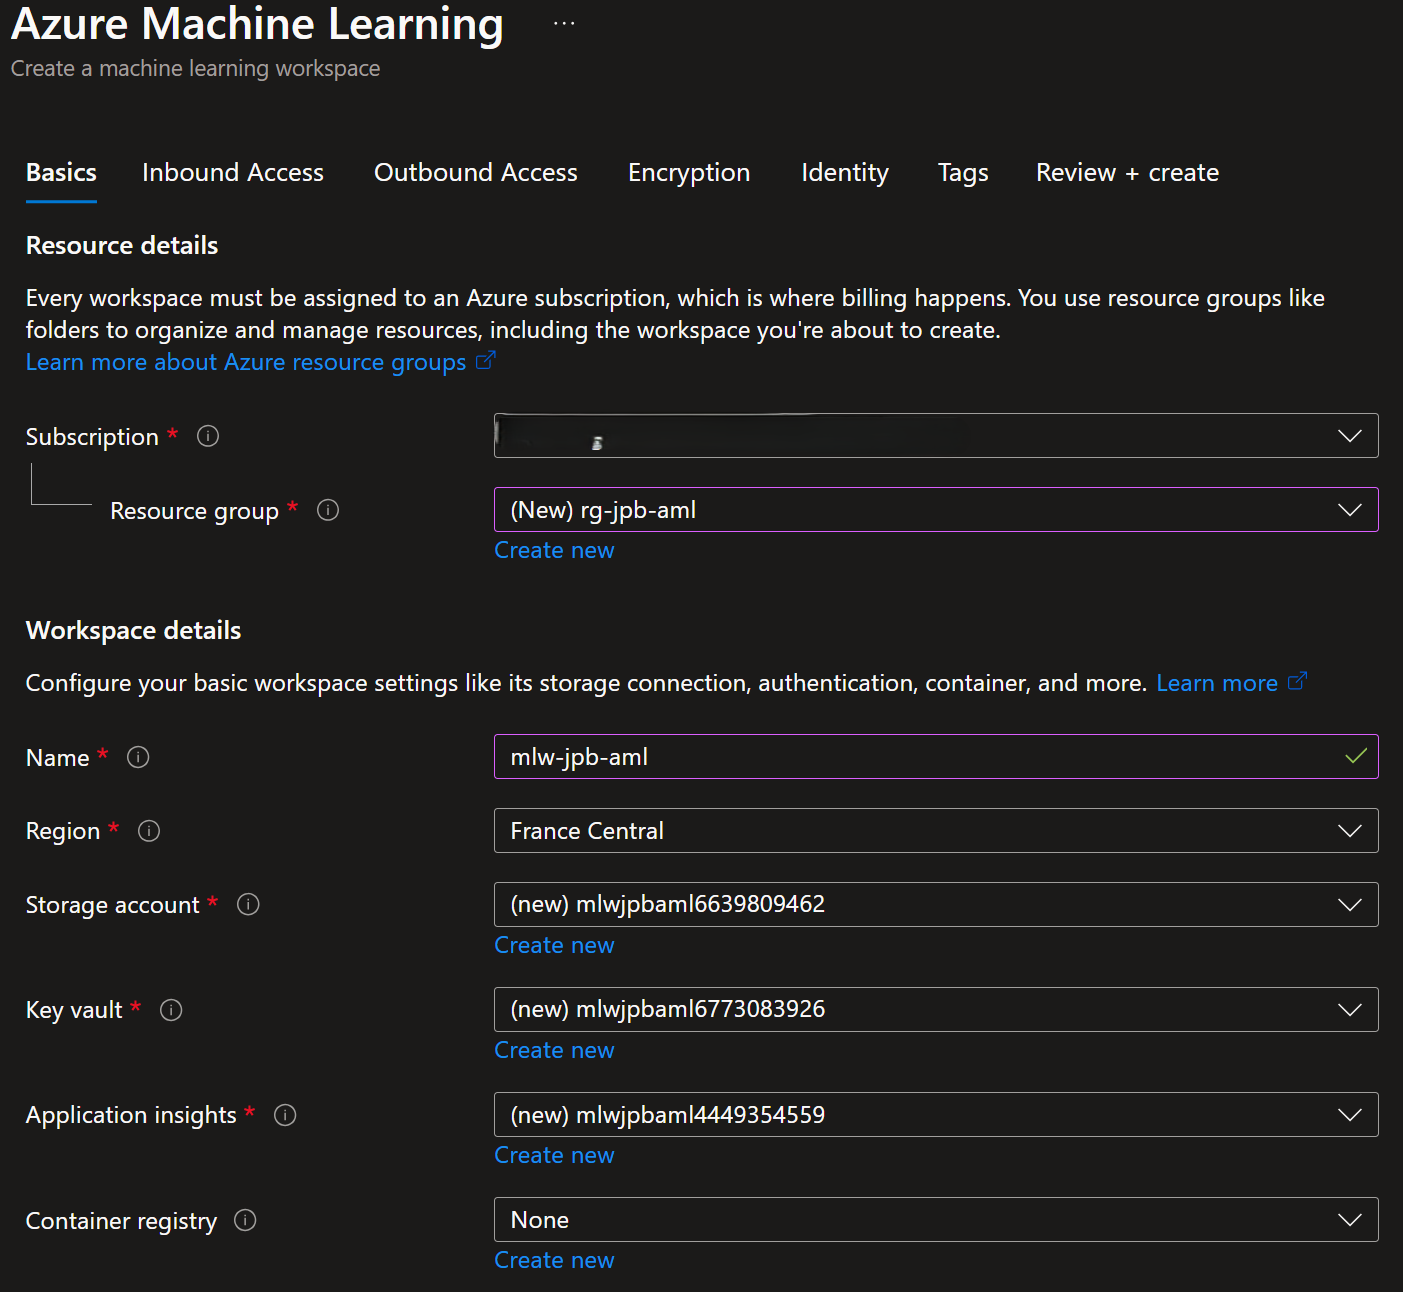 Azure Machine Learning ...
Create a machine learning workspace
Basics Inbound Access Outbound Access Encryption Identity Tags Review + create
Resource details
Every workspace must be assigned to an Azure subscription, which is where billing happens. You use resource groups like
folders to organize and manage resources, including the workspace you're about to create.
Learn more about Azure resource groups
Subscription *
Resource group * (New) rg-jpb-aml
Create new
Workspace details
Configure your basic workspace settings like its storage connection, authentication, container, and more. Learn more
Name * mlw-jpb-aml
Region * France Central
Storage account * (new) mlwjpbaml6639809462
Create new
Key vault * (new) mlwjpbaml6773083926
Create new
Application insights * (new) mlwjpbaml4449354559
Create new
Container registry None
Create new